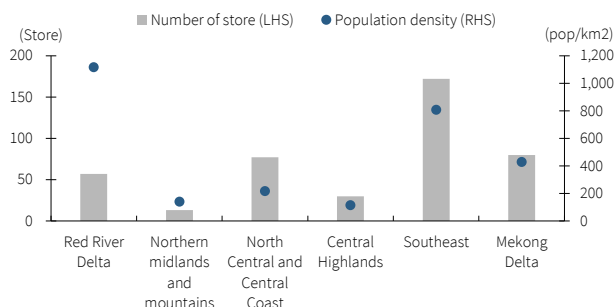 Number of store (LHS) Population density (RHS)
(Store) (pop/km2)
200 1,200
1,000
150
800
100 600
400
50
200
0 0
Red River Delta
Northern midlands and mountains
North Central and Central Coast
Central Highlands
Southeast
Mekong Delta